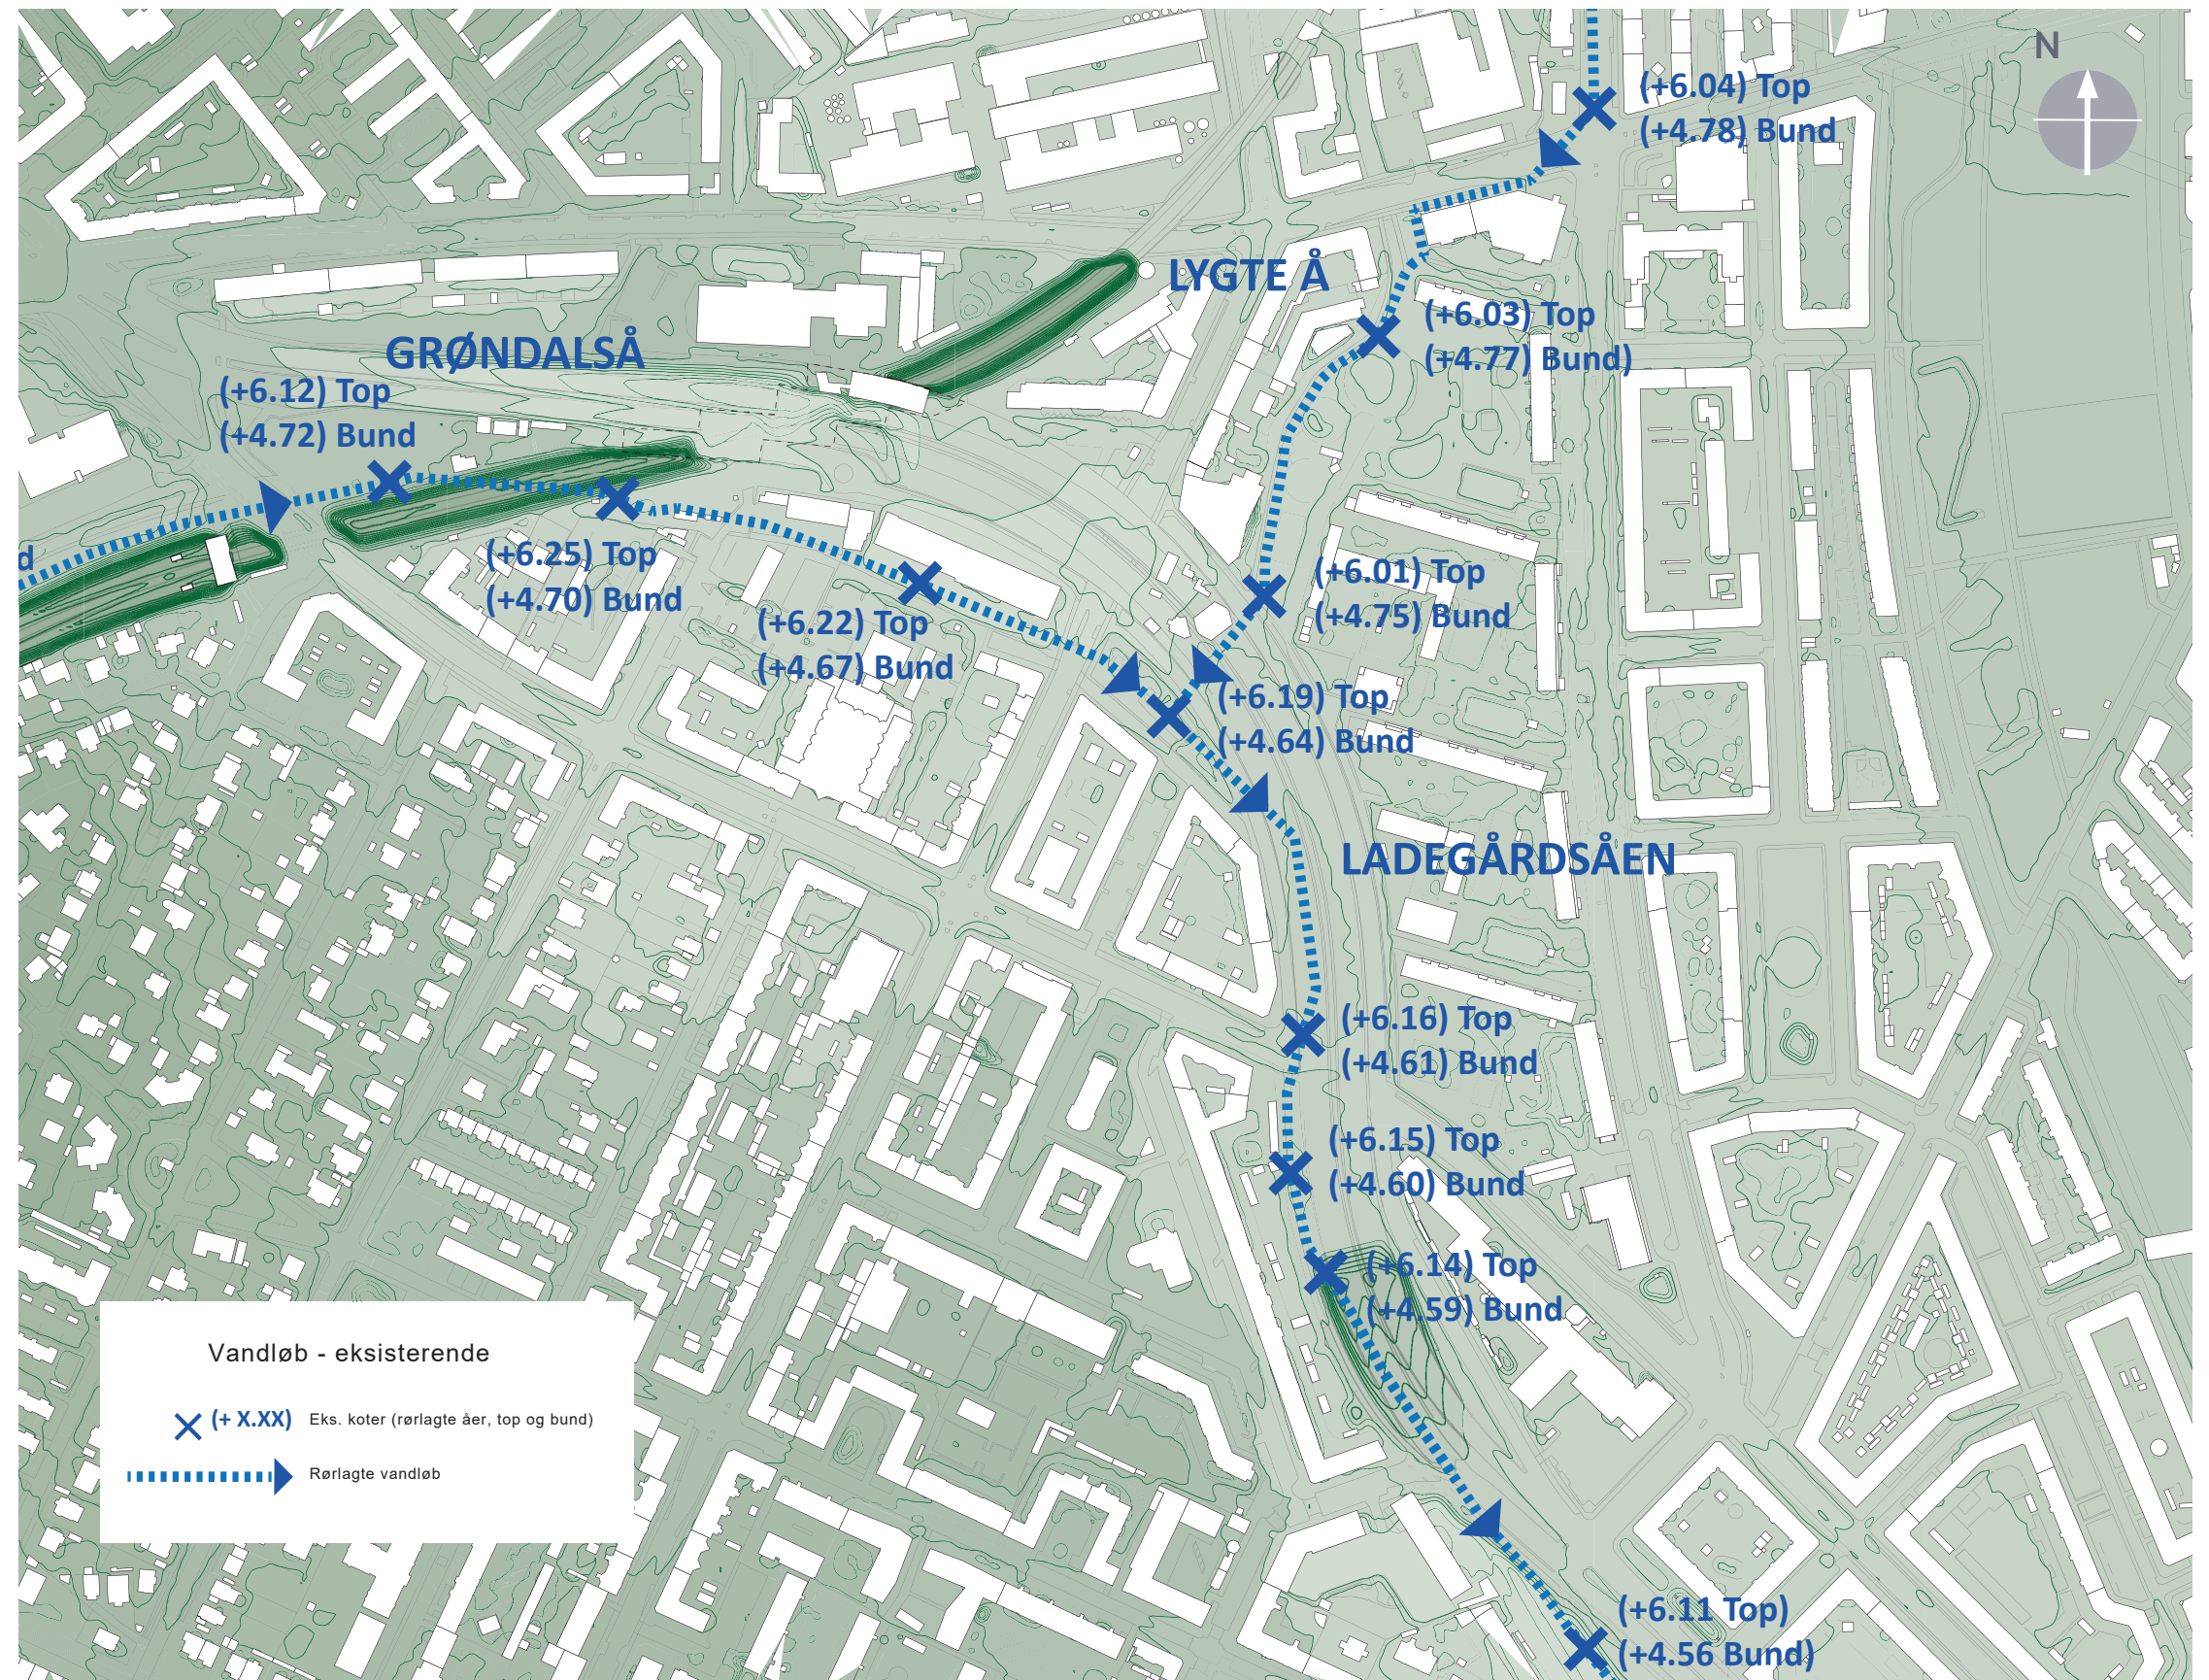 N
(+6.04) Top
(+4.78) Bund
LYGTE Å
(+6.03) Top
(+4.77) Bund)
GRØNDALSÅ
(+6.12) Top
(+4.72) Bund
d
(+6.25) Top
(+4.70) Bund
(+6.22) Top
(+4.67) Bund
(+6.01) Top
(+4.75) Bund
(+6.19) Top
(+4.64) Bund
LADEGÅRDSÅEN
(+6.16) Top
(+4.61) Bund
(+6.15) Top
(+4.60) Bund
(+6.14) Top
(+4.59) Bund
Vandløb - eksisterende
(+ X.XX) Eks. koter (rørlagte åer, top og bund)
Rørlagte vandløb
(+6.11 Top)
(+4.56 Bund)